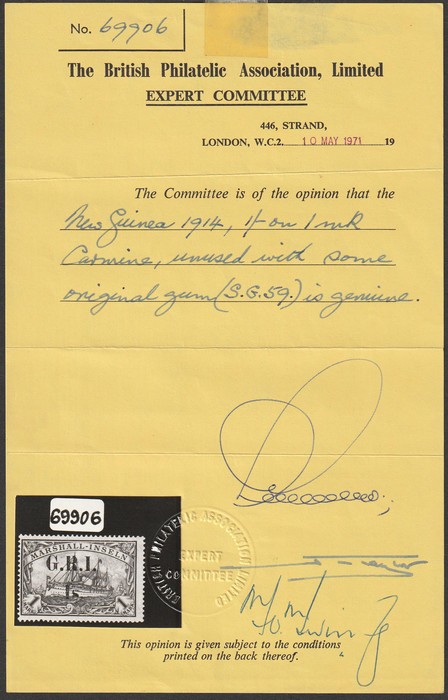 No. 69906
The British Philatelic Association, Limited
EXPERT COMMITTEE
446, STRAND,
LONDON, W.C.2. 10 MAY 1971 19
The Committee is of the opinion that the
New Guinea 1914, 1/- on 1 mk
Carmine, unused with some
original gum (S.G.59.) is genuine.
69906
MARSHALL-INSELN
G.R.I.
1s.
BRITISH PHILATELIC ASSOCIATION LIMITED
EXPERT
COMMITTEE
This opinion is given subject to the conditions
printed on the back thereof.